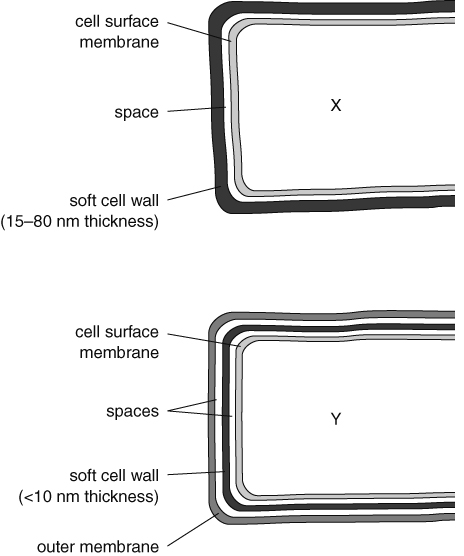 cell surface
membrane
space
X
soft cell wall
(15–80 nm thickness)
cell surface
membrane
spaces
Y
soft cell wall
(<10 nm thickness)
outer membrane